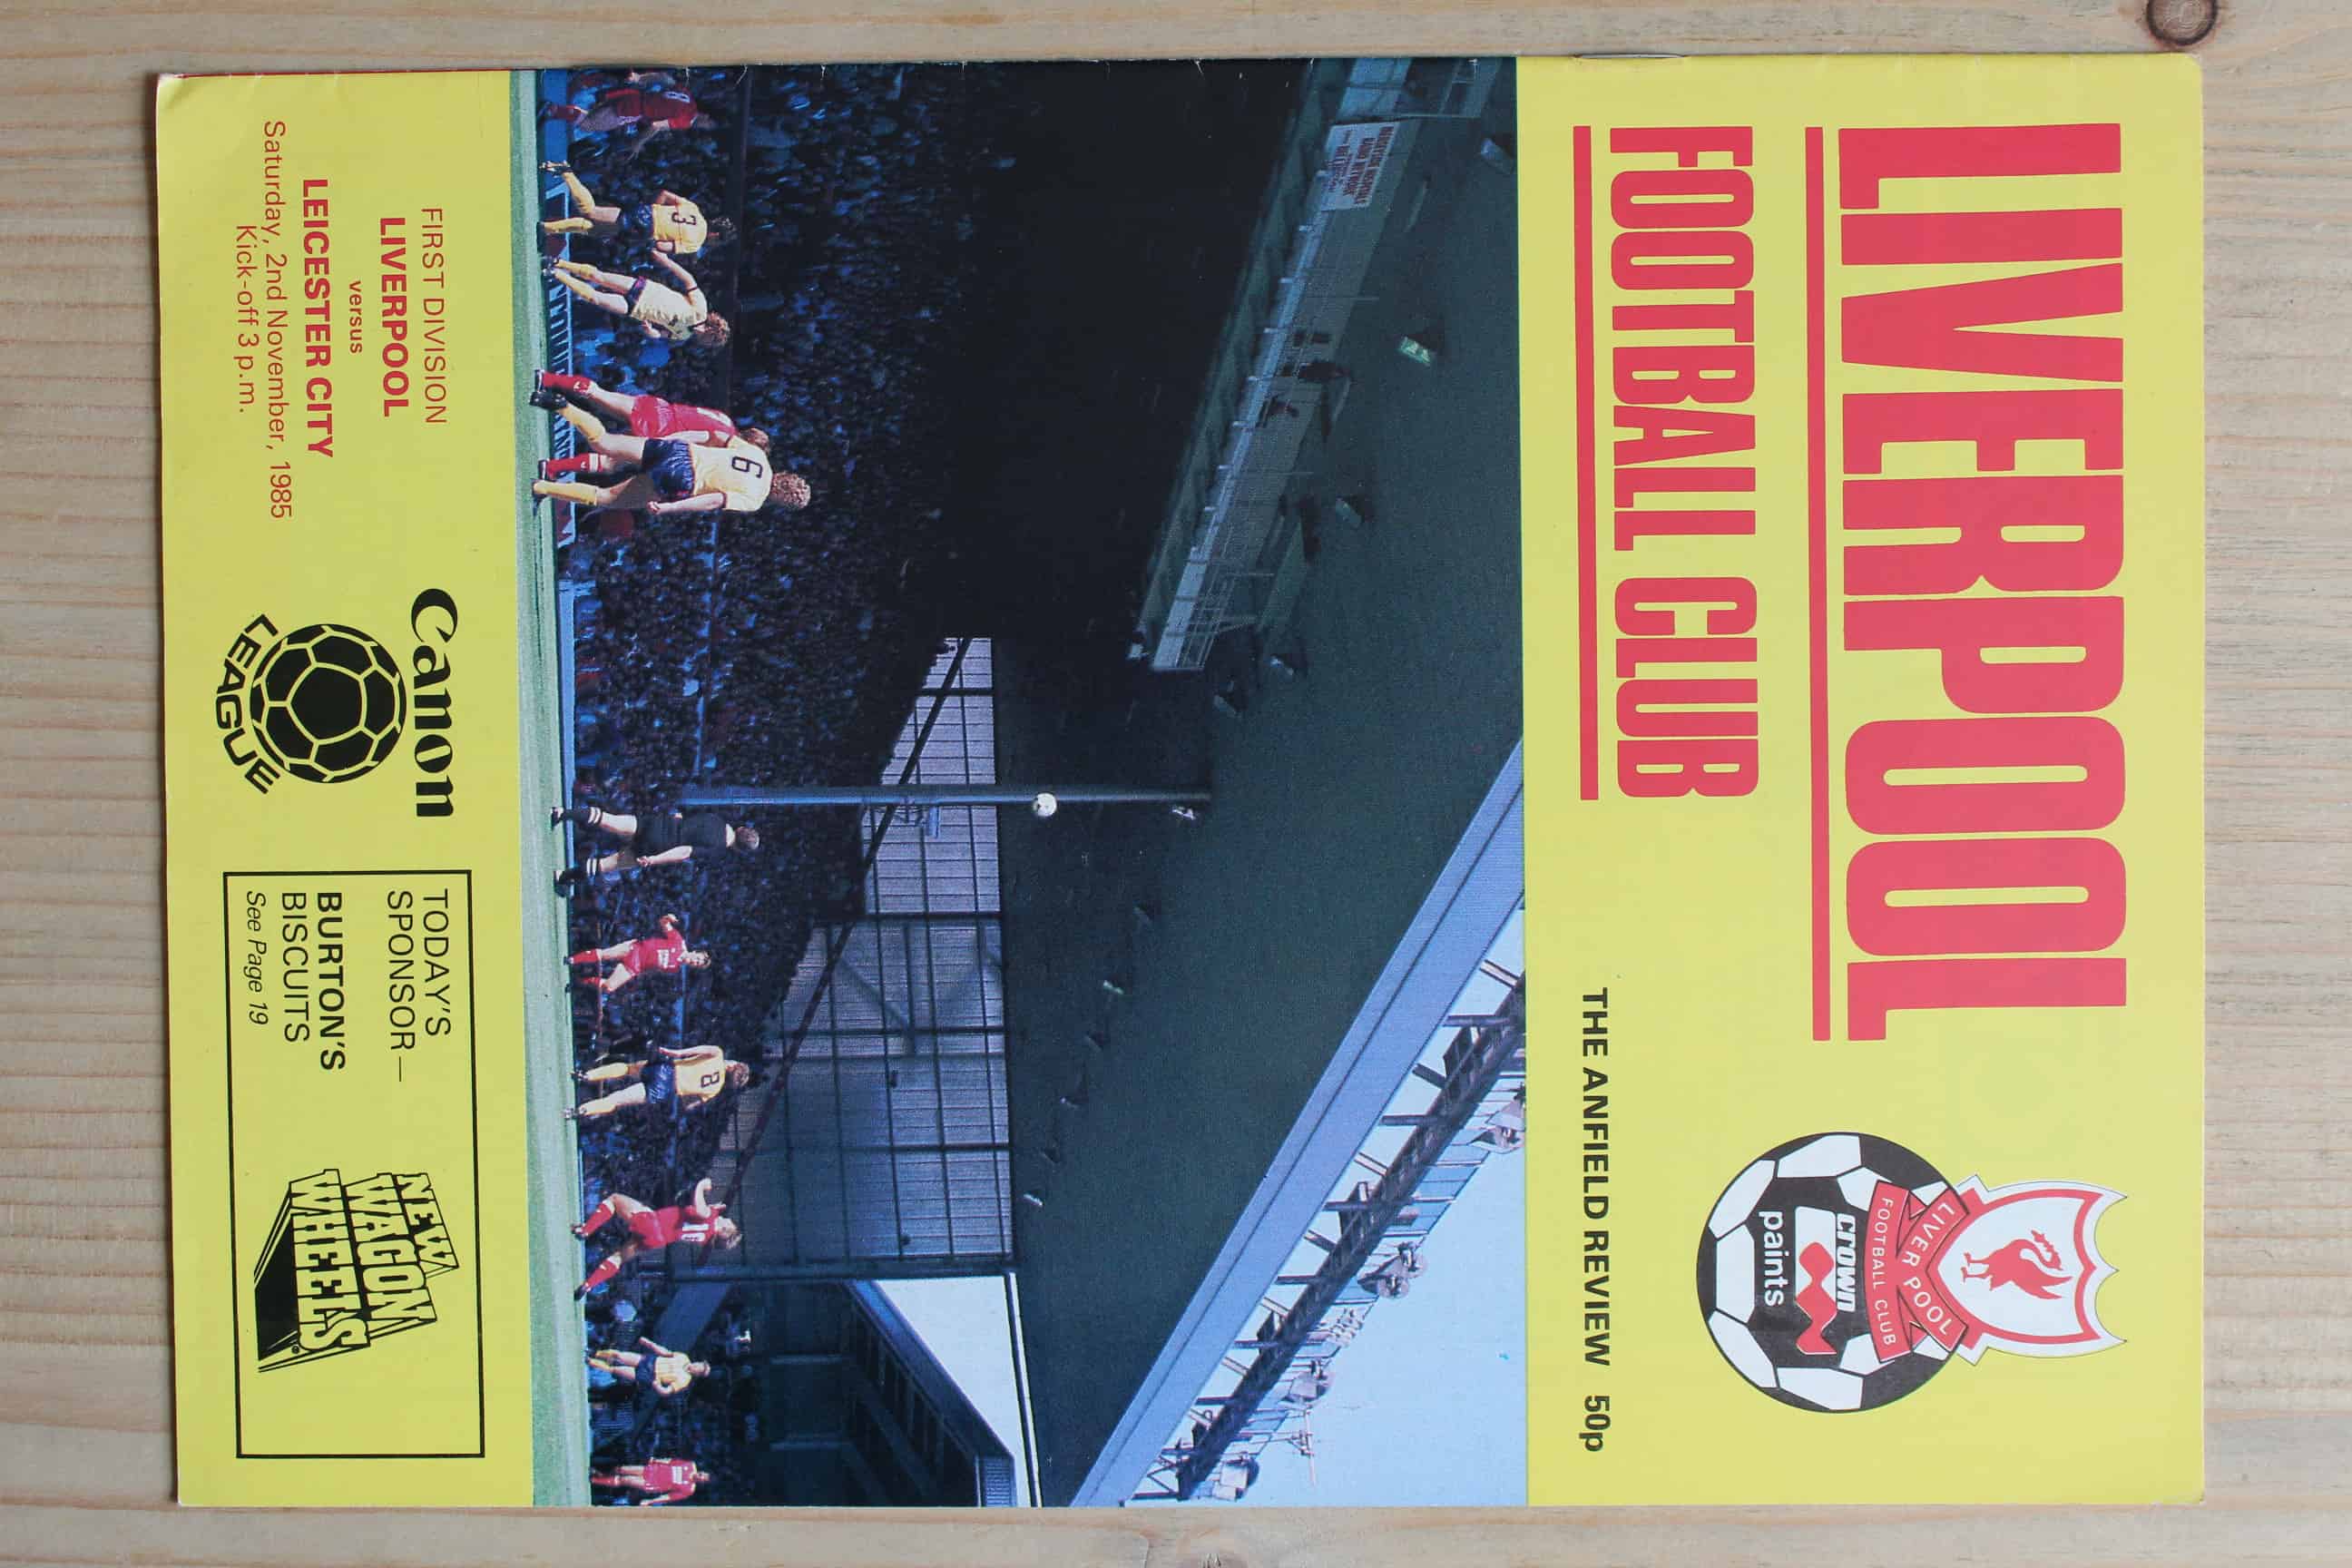 LIVERPOOL
FOOTBALL CLUB
LIVERPOOL
FOOTBALL CLUB
CROWN
paints
THE ANFIELD REVIEW 50p
8
3
6
8
FIRST DIVISION
LIVERPOOL
versus
LEICESTER CITY
Saturday, 2nd November, 1985
Kick-off 3 p.m.
Canon
LEAGUE
TODAY'S
SPONSOR—
BURTON'S
BISCUITS
See Page 19
NEW
WAGON
WHEELS